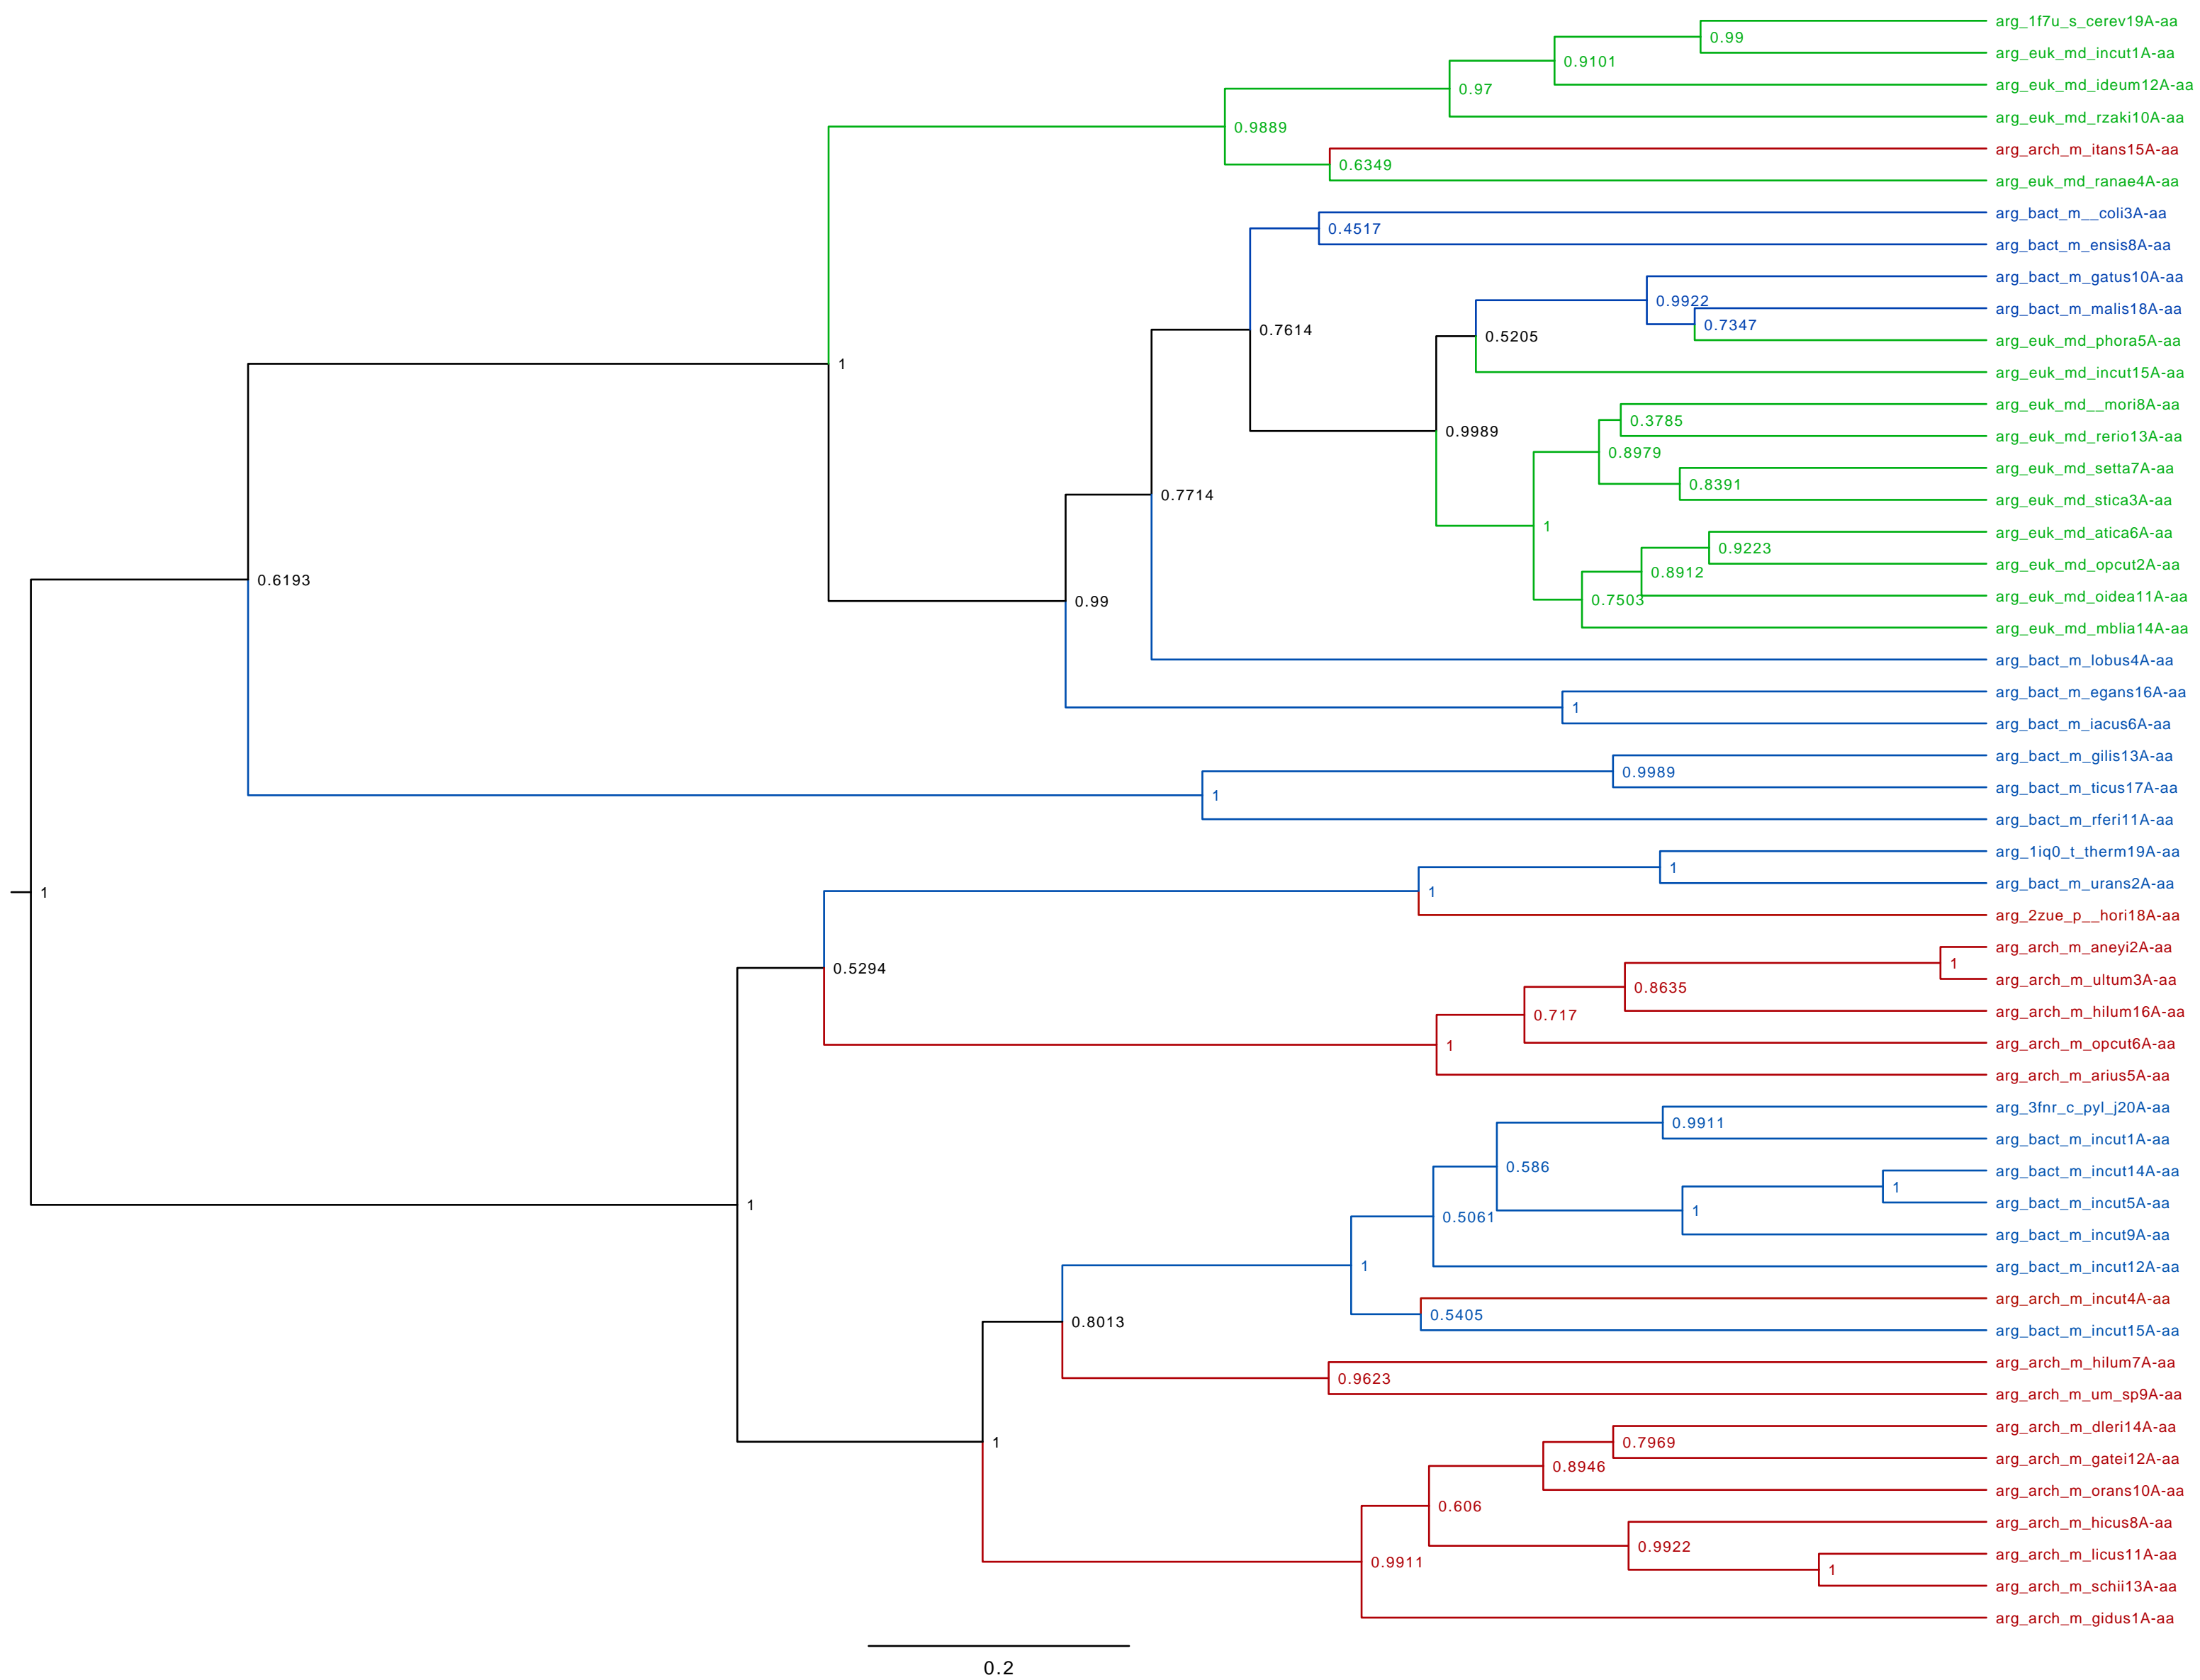 arg_1f7u_s_cerev19A-aa
0.99
arg_euk_md_incut1A-aa
0.9101
arg_euk_md_ideum12A-aa
0.97
arg_euk_md_rzaki10A-aa
0.9889
arg_arch_m_itans15A-aa
0.6349
arg_euk_md_ranae4A-aa
arg_bact_m__coli3A-aa
0.4517
arg_bact_m_ensis8A-aa
arg_bact_m_gatus10A-aa
0.9922
arg_bact_m_malis18A-aa
0.7347
0.7614
0.5205
arg_euk_md_phora5A-aa
1
arg_euk_md_incut15A-aa
arg_euk_md__mori8A-aa
0.3785
0.9989
arg_euk_md_rerio13A-aa
0.8979
arg_euk_md_setta7A-aa
0.8391
0.7714
arg_euk_md_stica3A-aa
1
arg_euk_md_atica6A-aa
0.9223
arg_euk_md_opcut2A-aa
0.8912
0.6193
arg_euk_md_oidea11A-aa
0.7503
0.99
arg_euk_md_mblia14A-aa
arg_bact_m_lobus4A-aa
arg_bact_m_egans16A-aa
1
arg_bact_m_iacus6A-aa
arg_bact_m_gilis13A-aa
0.9989
arg_bact_m_ticus17A-aa
1
arg_bact_m_rferi11A-aa
arg_1iq0_t_therm19A-aa
1
arg_bact_m_urans2A-aa
1
1
arg_2zue_p__hori18A-aa
arg_arch_m_aneyi2A-aa
1
0.5294
arg_arch_m_ultum3A-aa
0.8635
arg_arch_m_hilum16A-aa
0.717
arg_arch_m_opcut6A-aa
1
arg_arch_m_arius5A-aa
arg_3fnr_c_pyl_j20A-aa
0.9911
arg_bact_m_incut1A-aa
0.586
arg_bact_m_incut14A-aa
1
arg_bact_m_incut5A-aa
1
1
0.5061
arg_bact_m_incut9A-aa
1
arg_bact_m_incut12A-aa
arg_arch_m_incut4A-aa
0.5405
0.8013
arg_bact_m_incut15A-aa
arg_arch_m_hilum7A-aa
0.9623
arg_arch_m_um_sp9A-aa
arg_arch_m_dleri14A-aa
1
0.7969
arg_arch_m_gatei12A-aa
0.8946
arg_arch_m_orans10A-aa
0.606
arg_arch_m_hicus8A-aa
0.9922
arg_arch_m_licus11A-aa
0.9911
1
arg_arch_m_schii13A-aa
arg_arch_m_gidus1A-aa
0.2